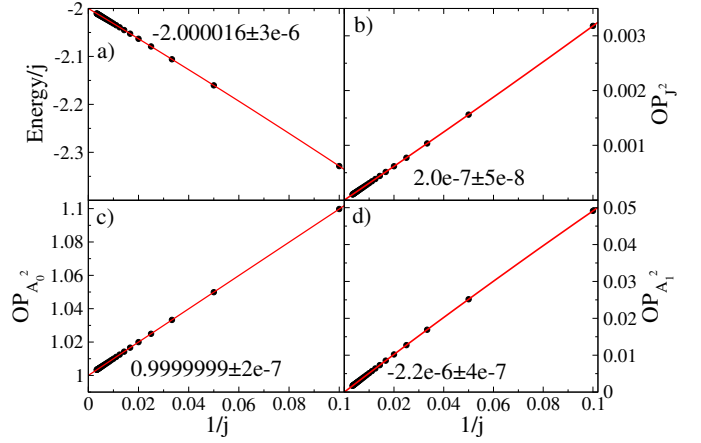 -2
-2.1
-2.2
-2.3
Energy/j
a)
-2.000016±3e-6
b)
0.003
0.002
0.001
OP_J^2
2.0e-7±5e-8
c)
1.1
1.08
1.06
1.04
1.02
1
OP_{A_0}^2
0.9999999±2e-7
d)
0.05
0.04
0.03
0.02
0.01
0
OP_{A_1}^2
-2.2e-6±4e-7
0 0.02 0.04 0.06 0.08 0.1 0.02 0.04 0.06 0.08 0.1
1/j 1/j